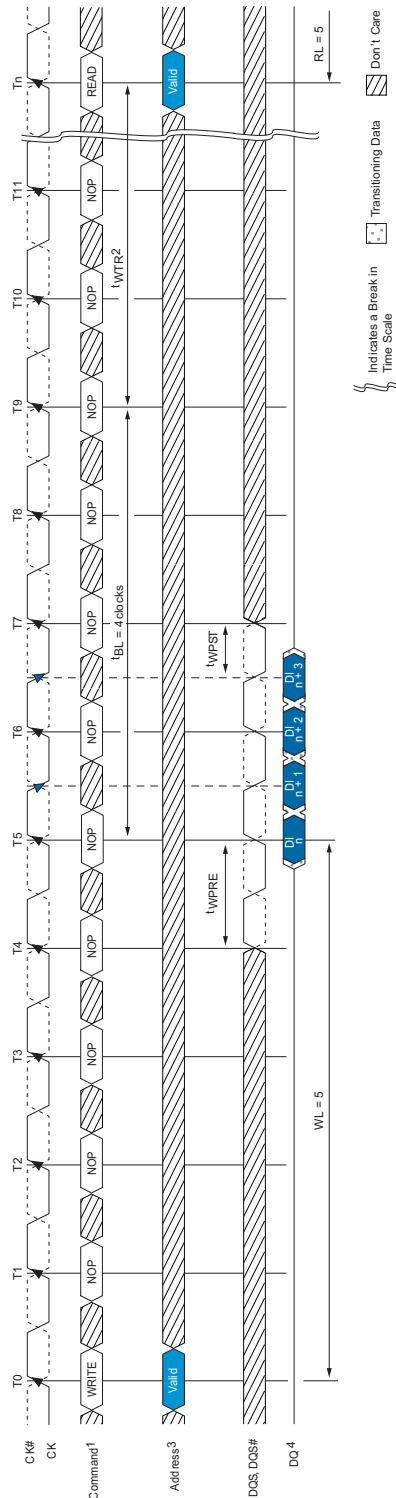 T0 T1 T2 T3 T4 T5 T6 T7 T8 T9 T10 T11 Tn
CK#
CK
Command1 WRITE NOP NOP NOP NOP NOP NOP NOP NOP NOP NOP NOP READ
tBL = 4 clocks tWTR2
Address3 Valid Valid
tWPRE tWPST
DQS, DQS#
DQ4 DI n DI n + 1 DI n + 2 DI n + 3
WL = 5 RL = 5
Indicates a Break in
Time Scale
Transitioning Data
Don't Care